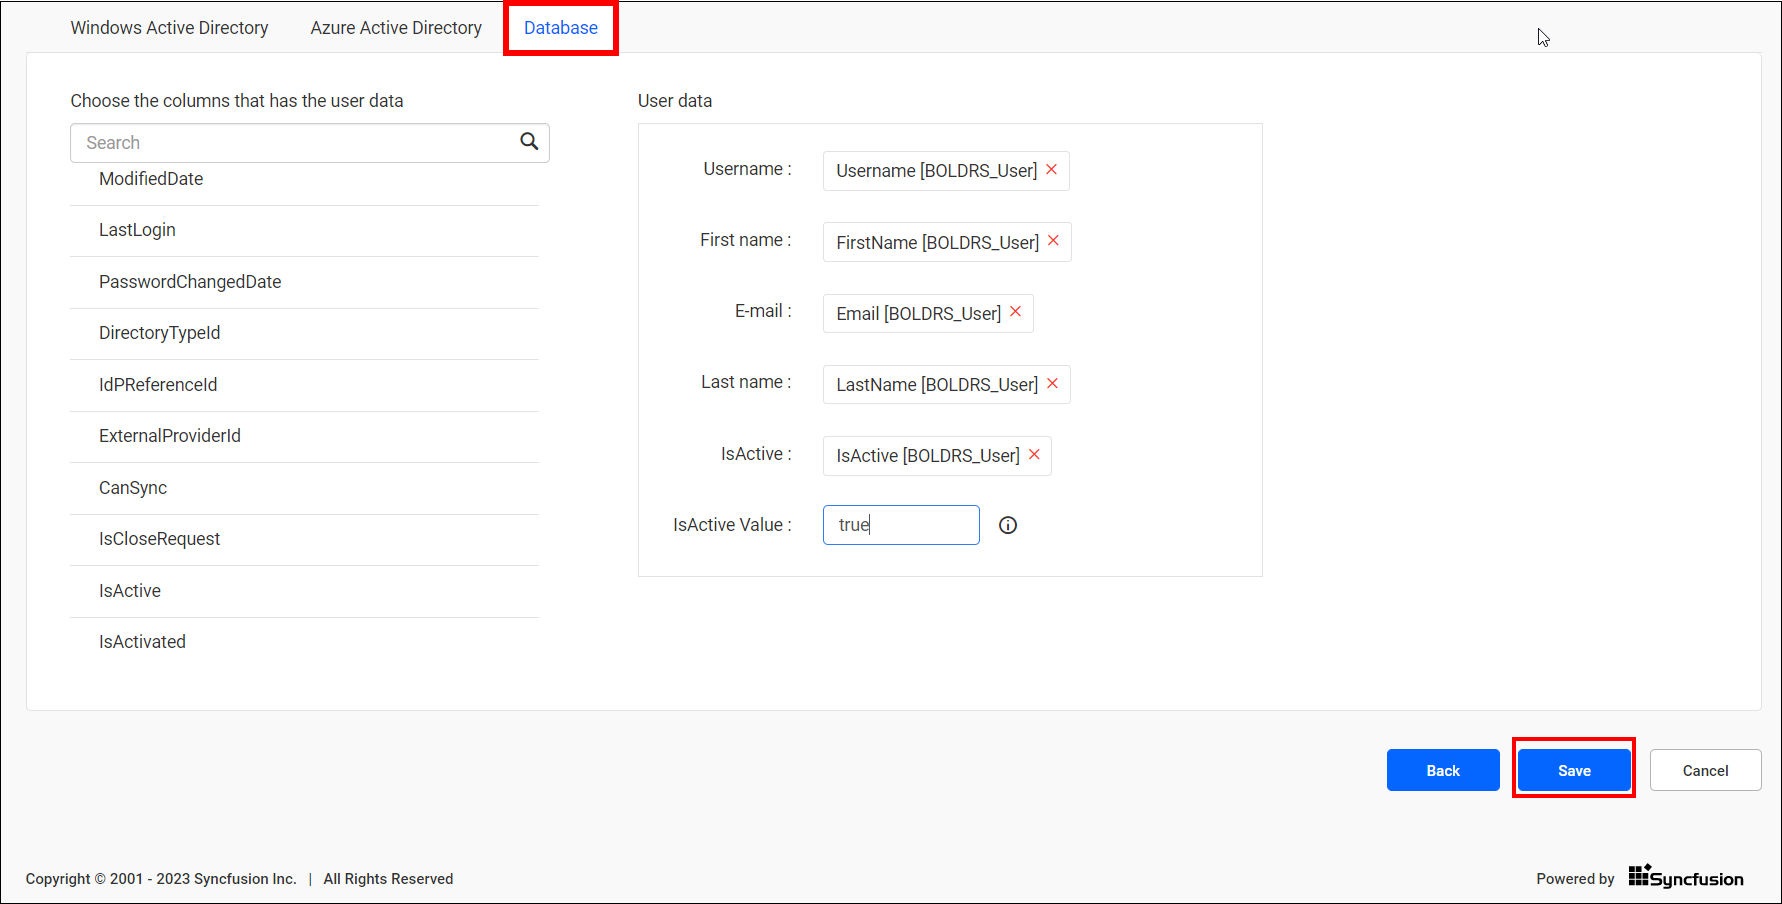 Windows Active Directory Azure Active Directory Database
Choose the columns that has the user data
Search
ModifiedDate
LastLogin
PasswordChangedDate
DirectoryTypeId
IdPReferenceId
ExternalProviderId
CanSync
IsCloseRequest
IsActive
IsActivated
User data
Username : Username [BOLDRS_User]
First name : FirstName [BOLDRS_User]
E-mail : Email [BOLDRS_User]
Last name : LastName [BOLDRS_User]
IsActive : IsActive [BOLDRS_User]
IsActive Value : true
Back Save Cancel
Copyright © 2001 - 2023 Syncfusion Inc. | All Rights Reserved
Powered by Syncfusion